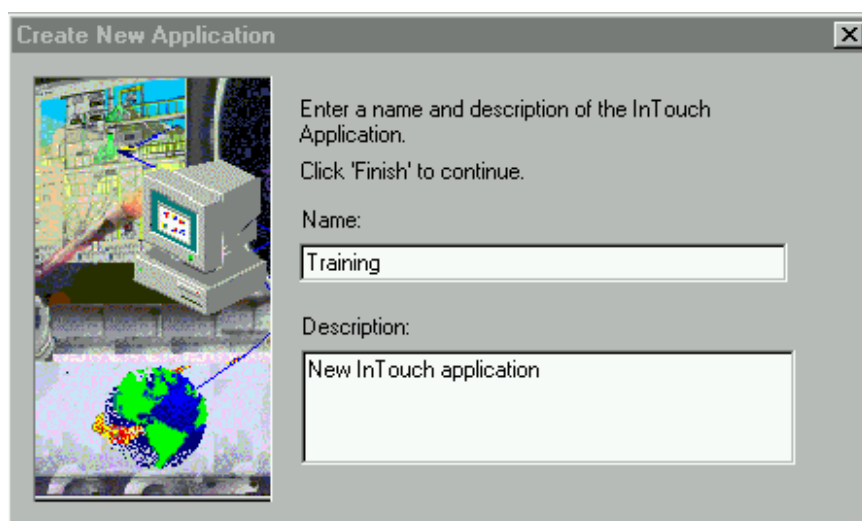 Create New Application
Enter a name and description of the InTouch
Application.
Click 'Finish' to continue.
Name:
Training
Description:
New InTouch application